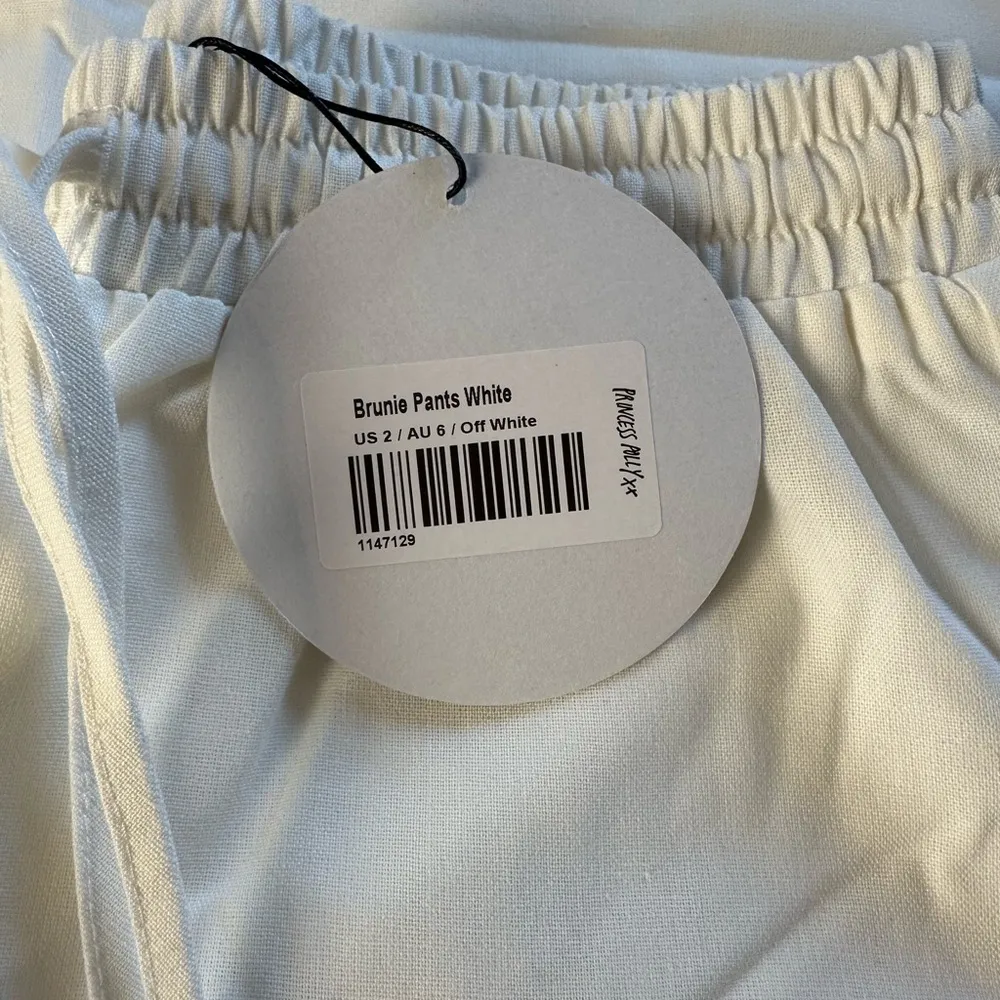 Brunie Pants White
US 2 / AU 6 / Off White
1147129
PRINCESS POLLY xx